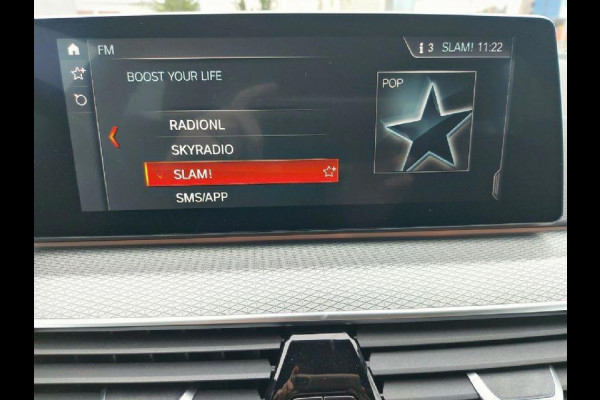 FM
i 3 SLAM! 11:22
BOOST YOUR LIFE
POP
RADIONL
SKYRADIO
SLAM!
SMS/APP